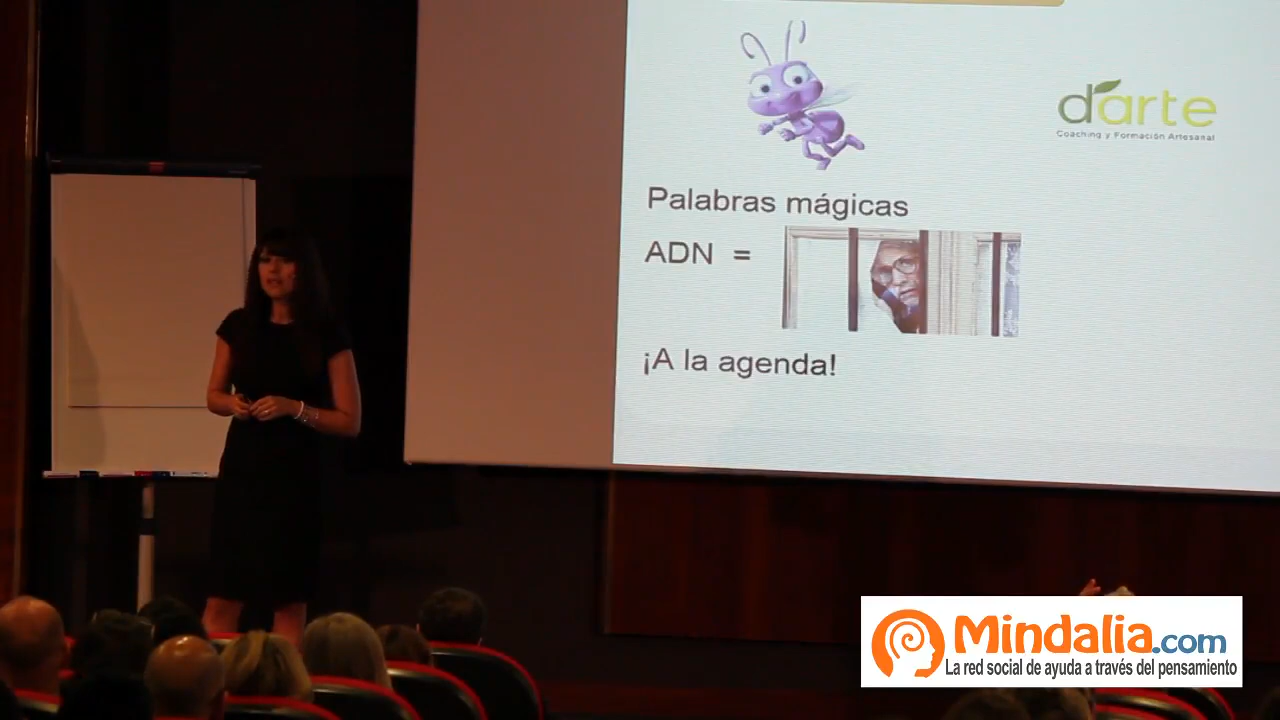 d'arte
Coaching y Formación Artesanal
Palabras mágicas
ADN =
¡A la agenda!
Mindalia.com
La red social de ayuda a través del pensamiento